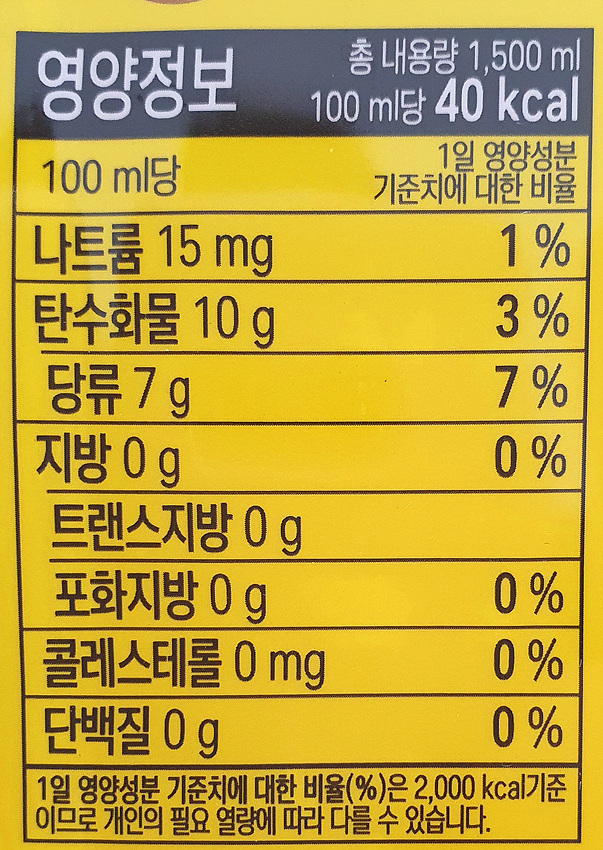 영양정보
총 내용량 1,500 ml
100 ml당 40 kcal
100 ml당
1일 영양성분
기준치에 대한 비율
나트륨 15 mg 1 %
탄수화물 10 g 3 %
당류 7 g 7 %
지방 0 g 0 %
트랜스지방 0 g
포화지방 0 g 0 %
콜레스테롤 0 mg 0 %
단백질 0 g 0 %
1일 영양성분 기준치에 대한 비율(%)은 2,000 kcal기준
이므로 개인의 필요 열량에 따라 다를 수 있습니다.